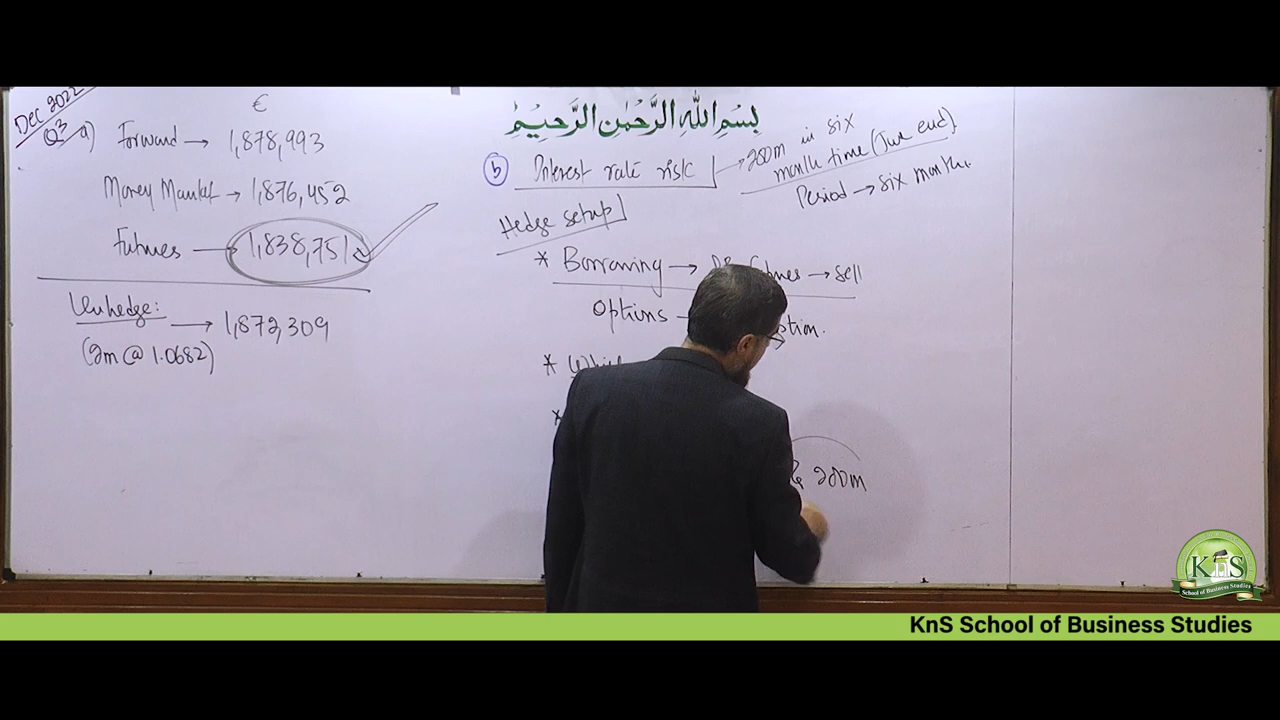 Dec 2022
Q3 a)
€
Forward → 1,878,993
Money Market → 1,876,452
Futures → 1,838,751
Unhedge: → 1,872,309
(2m @ 1.0682)
بِسْمِ اللّٰهِ الرَّحْمٰنِ الرَّحِيْمِ
b Interest rate risk → 200m in six
month time (Jun end)
Period → six month.
Hedge setup
* Borrowing → → sell
Options →
*
*
200m
KnS
School of Business Studies
KnS School of Business Studies